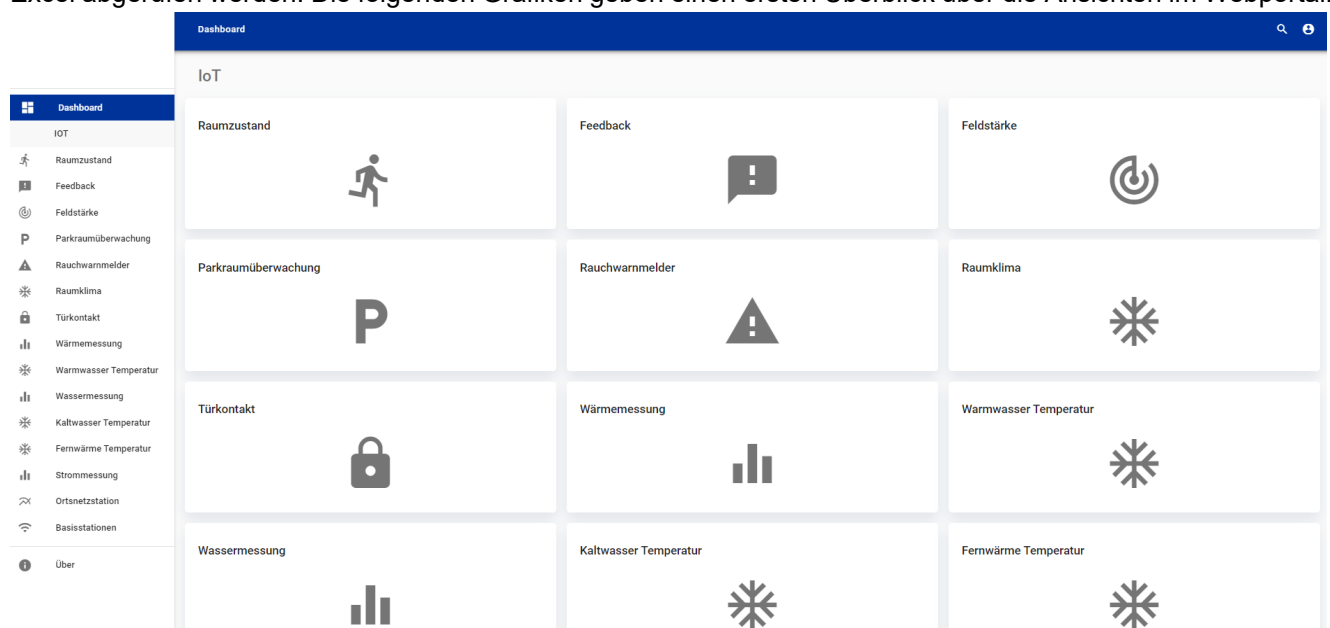 Excel abgerufen werden. Die folgenden Grafiken geben einen ersten Überblick über die Ansichten im Webportal.
Dashboard
IoT
Dashboard
IOT
Raumzustand
Feedback
Feldstärke
Parkraumüberwachung
Rauchwarnmelder
Raumklima
Türkontakt
Wärmemessung
Warmwasser Temperatur
Wassermessung
Kaltwasser Temperatur
Fernwärme Temperatur
Strommessung
Ortsnetzstation
Basisstationen
Über
Raumzustand
Feedback
Feldstärke
Parkraumüberwachung
P
Rauchwarnmelder
Raumklima
Türkontakt
Wärmemessung
Warmwasser Temperatur
Wassermessung
Kaltwasser Temperatur
Fernwärme Temperatur